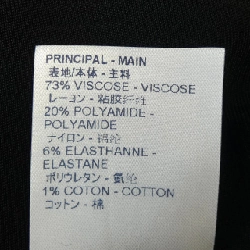 PRINCIPAL - MAIN
表地/本体 - 主料
73% VISCOSE - VISCOSE
レーヨン - 粘胶纤维
20% POLYAMIDE -
POLYAMIDE
ナイロン - 锦纶
6% ELASTHANNE -
ELASTANE
ポリウレタン - 氨纶
1% COTON - COTTON
コットン - 棉